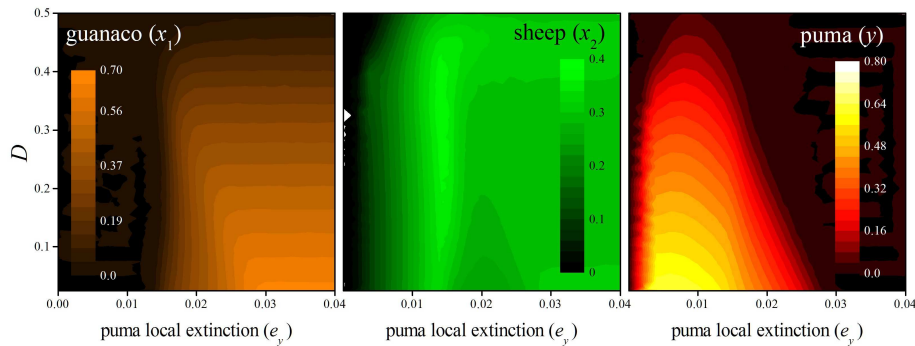 guanaco (x₁)
sheep (x₂)
puma (y)
0.5
0.4
0.3
0.2
0.1
D
0.70
0.56
0.37
0.19
0.0
0.4
0.3
0.2
0.1
0
0.80
0.64
0.48
0.32
0.16
0.0
0.00 0.01 0.02 0.03 0.04
0.01 0.02 0.03 0.04
0.01 0.02 0.03 0.04
puma local extinction (eᵧ)
puma local extinction (eᵧ)
puma local extinction (eᵧ)